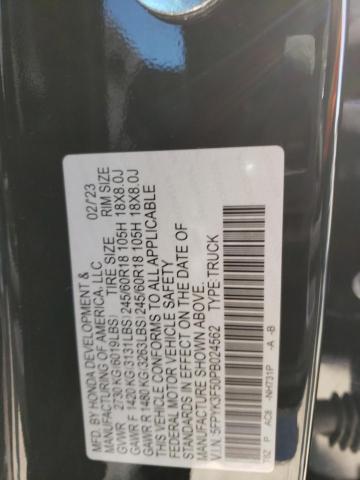 MANUFACTURED BY HONDA DEVELOPMENT & 02/23
MANUFACTURING OF AMERICA, LLC
TIRE SIZE RIM SIZE
GVWR 2730 KG(6019LBS)
GAWR F 1420 KG(3131LBS) 245/60R18 105H 18X8.0J
GAWR R 1480 KG(3263LBS) 245/60R18 105H 18X8.0J
THIS VEHICLE CONFORMS TO ALL APPLICABLE
FEDERAL MOTOR VEHICLE SAFETY
STANDARDS IN EFFECT ON THE DATE OF
MANUFACTURE SHOWN ABOVE.
V.I.N. 5FPYK3F50PB024562 TYPE:TRUCK
P AC6 -NH731P -A -B